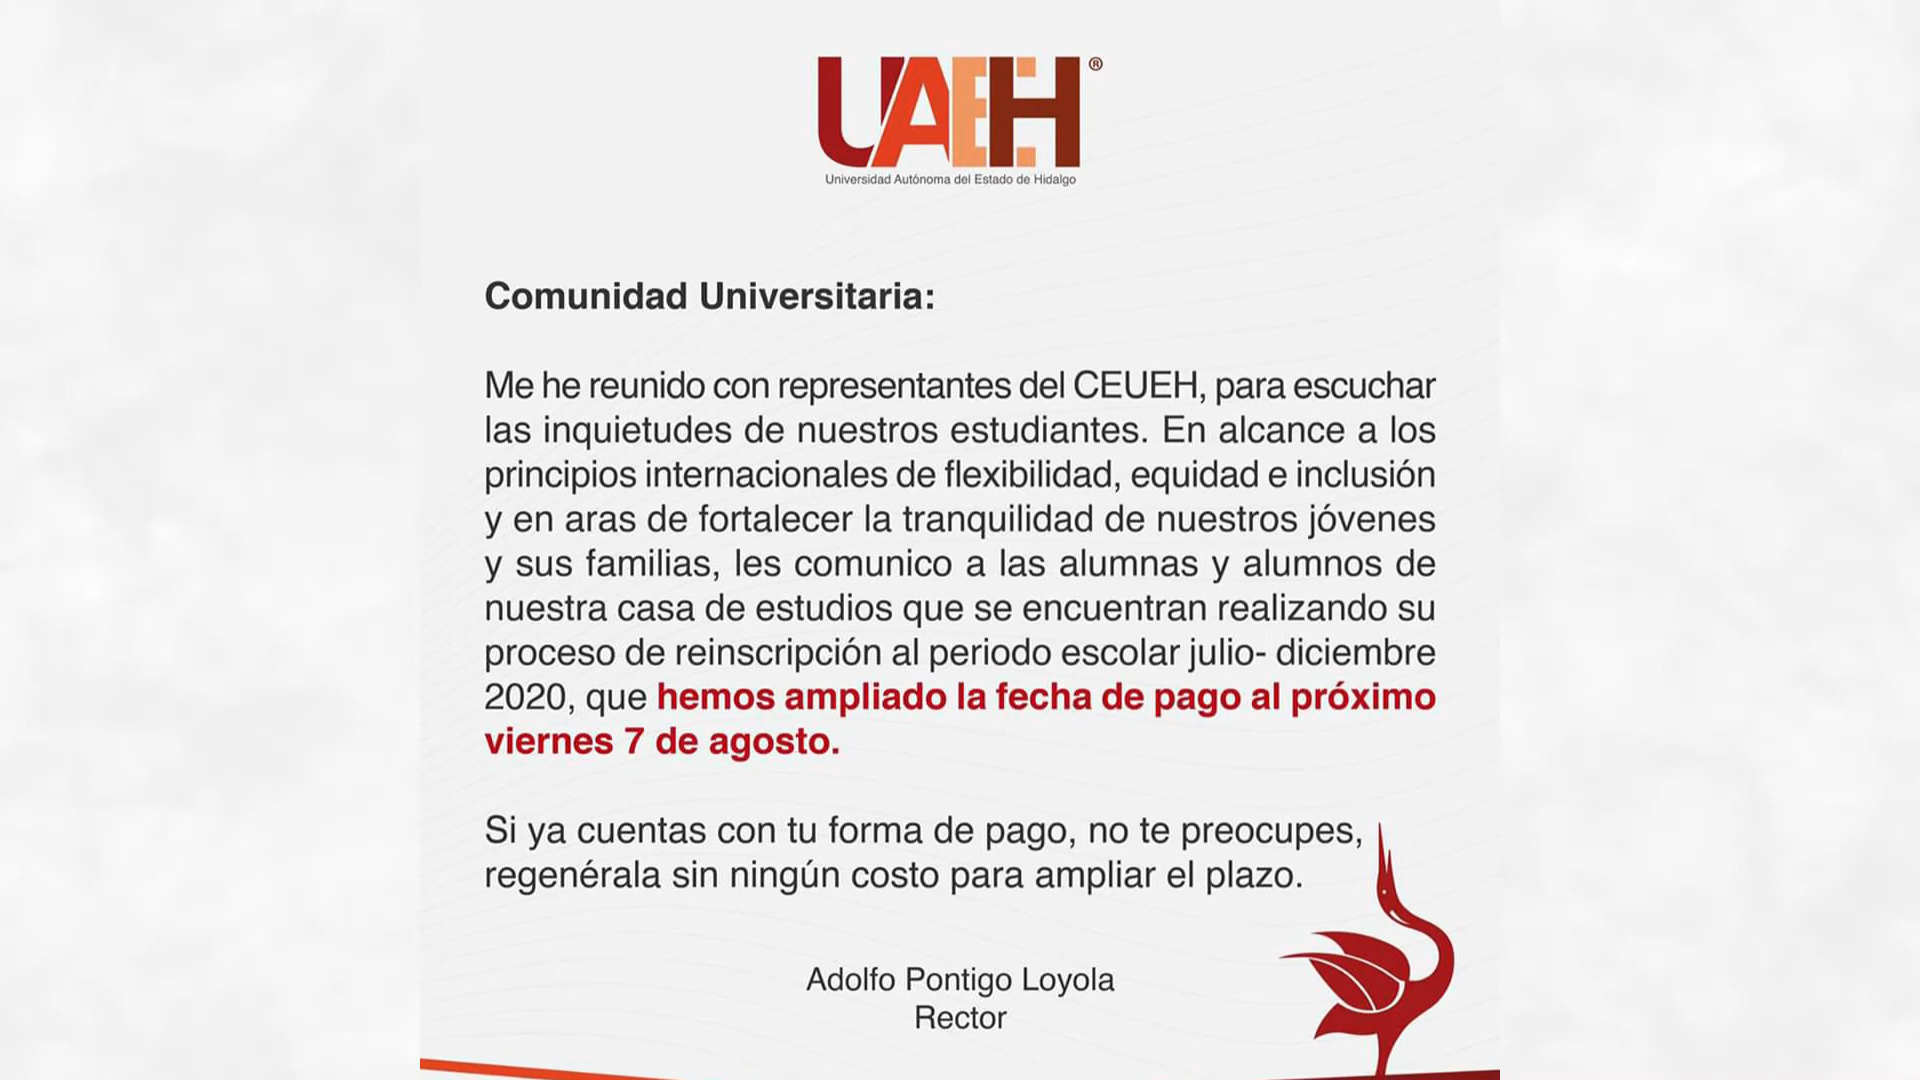 UAEH®
Universidad Autónoma del Estado de Hidalgo
Comunidad Universitaria:
Me he reunido con representantes del CEUEH, para escuchar
las inquietudes de nuestros estudiantes. En alcance a los
principios internacionales de flexibilidad, equidad e inclusión
y en aras de fortalecer la tranquilidad de nuestros jóvenes
y sus familias, les comunico a las alumnas y alumnos de
nuestra casa de estudios que se encuentran realizando su
proceso de reinscripción al periodo escolar julio- diciembre
2020, que hemos ampliado la fecha de pago al próximo
viernes 7 de agosto.
Si ya cuentas con tu forma de pago, no te preocupes,
regenérala sin ningún costo para ampliar el plazo.
Adolfo Pontigo Loyola
Rector